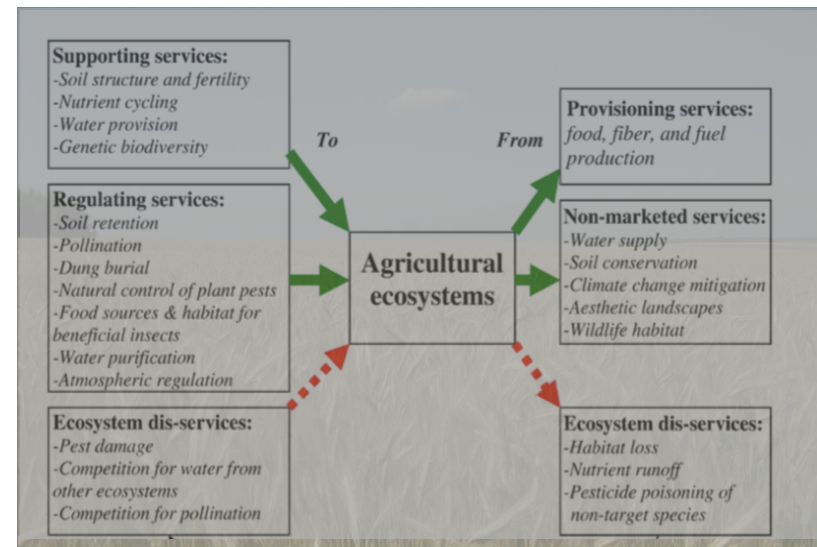 Supporting services:
-Soil structure and fertility
-Nutrient cycling
-Water provision
-Genetic biodiversity
To
From
Provisioning services:
food, fiber, and fuel
production
Regulating services:
-Soil retention
-Pollination
-Dung burial
-Natural control of plant pests
-Food sources & habitat for
beneficial insects
-Water purification
-Atmospheric regulation
Agricultural
ecosystems
Non-marketed services:
-Water supply
-Soil conservation
-Climate change mitigation
-Aesthetic landscapes
-Wildlife habitat
Ecosystem dis-services:
-Pest damage
-Competition for water from
other ecosystems
-Competition for pollination
Ecosystem dis-services:
-Habitat loss
-Nutrient runoff
-Pesticide poisoning of
non-target species